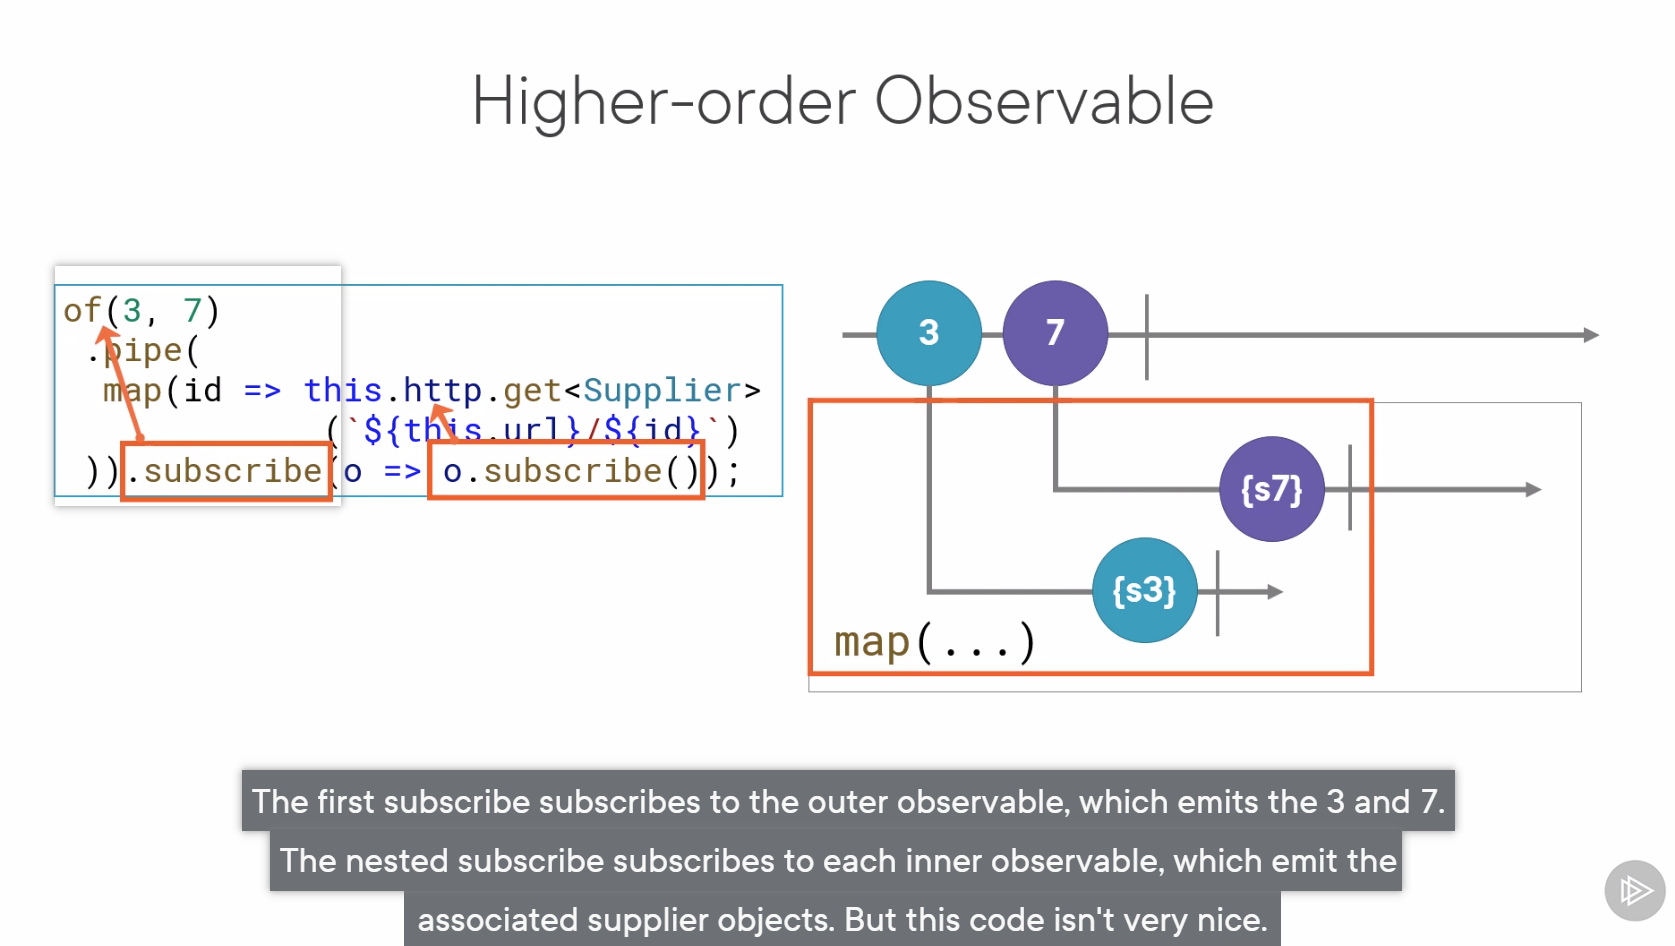 Higher-order Observable
of(3, 7)
.pipe(
map(id => this.http.get<Supplier>
(`${this.url}/${id}`)
)).subscribe(o => o.subscribe());
3
7
{s7}
{s3}
map(...)
The first subscribe subscribes to the outer observable, which emits the 3 and 7.
The nested subscribe subscribes to each inner observable, which emit the
associated supplier objects. But this code isn't very nice.